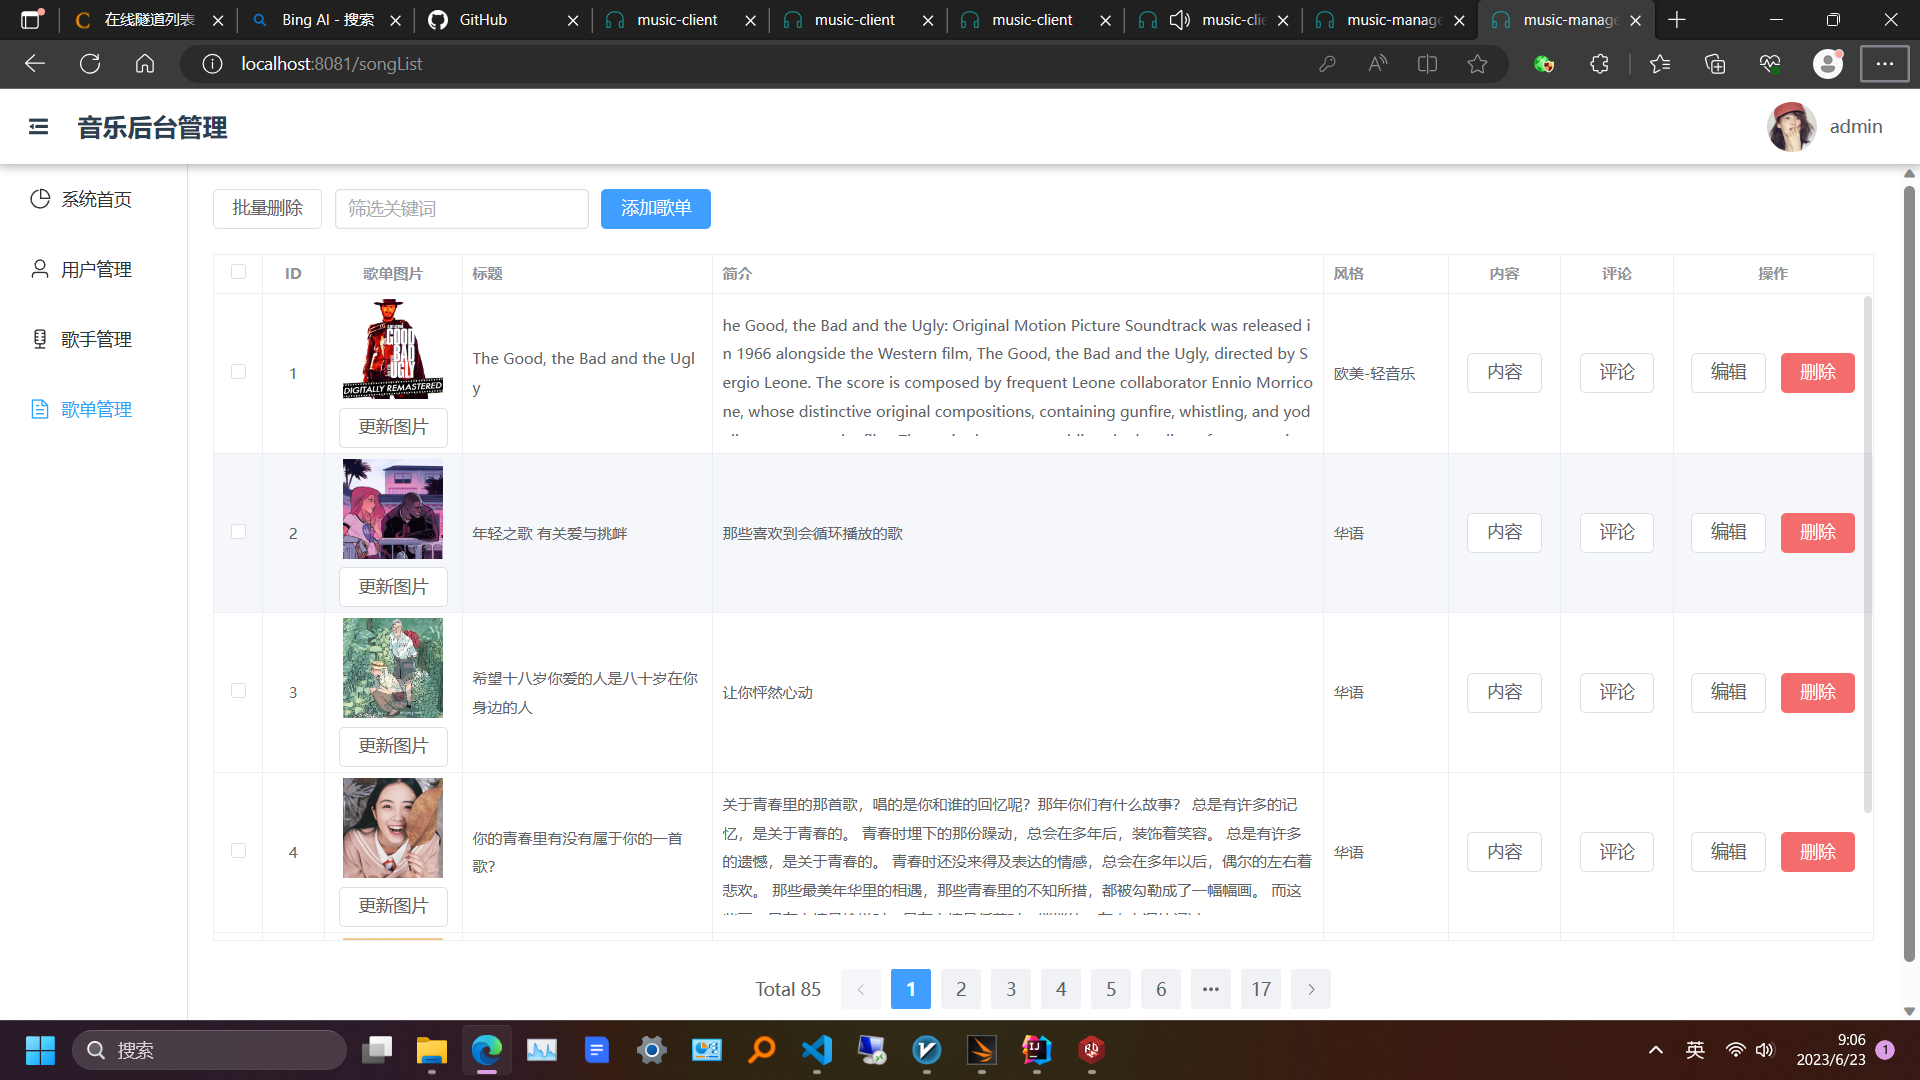 在线隧道列表
Bing AI - 搜索
GitHub
music-client
music-client
music-client
music-clie
music-manage
music-manage
localhost:8081/songList
音乐后台管理
admin
系统首页
用户管理
歌手管理
歌单管理
批量删除
筛选关键词
添加歌单
ID
歌单图片
标题
简介
风格
内容
评论
操作
1
GOOD
BAD
UGLY
DIGITALLY REMASTERED
更新图片
The Good, the Bad and the Ugl
y
he Good, the Bad and the Ugly: Original Motion Picture Soundtrack was released i
n 1966 alongside the Western film, The Good, the Bad and the Ugly, directed by S
ergio Leone. The score is composed by frequent Leone collaborator Ennio Morrico
ne, whose distinctive original compositions, containing gunfire, whistling, and yod
欧美-轻音乐
内容
评论
编辑
删除
2
更新图片
年轻之歌 有关爱与挑衅
那些喜欢到会循环播放的歌
华语
内容
评论
编辑
删除
3
更新图片
希望十八岁你爱的人是八十岁在你
身边的人
让你怦然心动
华语
内容
评论
编辑
删除
4
更新图片
你的青春里有没有属于你的一首
歌？
关于青春里的那首歌，唱的是你和谁的回忆呢？那年你们有什么故事？ 总是有许多的记
忆，是关于青春的。 青春时埋下的那份躁动，总会在多年后，装饰着笑容。 总是有许多
的遗憾，是关于青春的。 青春时还没来得及表达的情感，总会在多年以后，偶尔的左右着
悲欢。 那些最美年华里的相遇，那些青春里的不知所措，都被勾勒成了一幅幅画。 而这
华语
内容
评论
编辑
删除
Total 85
1
2
3
4
5
6
17
搜索
英
9:06
2023/6/23
1